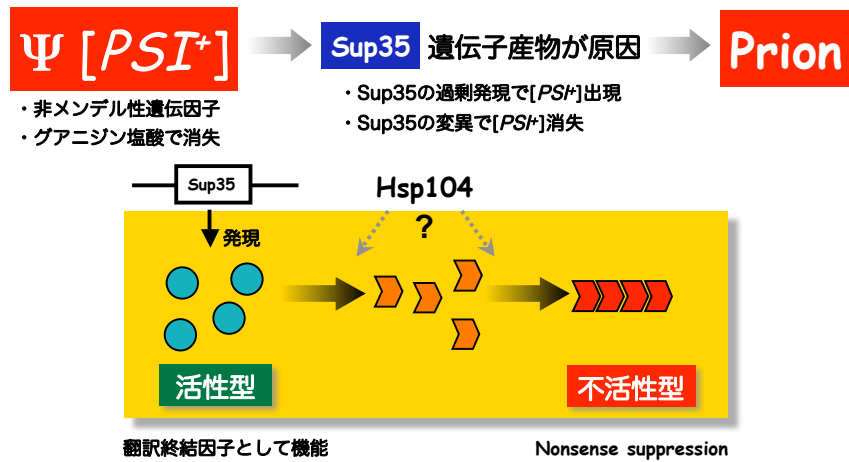 Ψ [PSI+]
Sup35 遺伝子産物が原因
Prion
・非メンデル性遺伝因子
・グアニジン塩酸で消失
・Sup35の過剰発現で[PSI+]出現
・Sup35の変異で[PSI+]消失
Sup35
Hsp104
?
発現
活性型
不活性型
翻訳終結因子として機能
Nonsense suppression